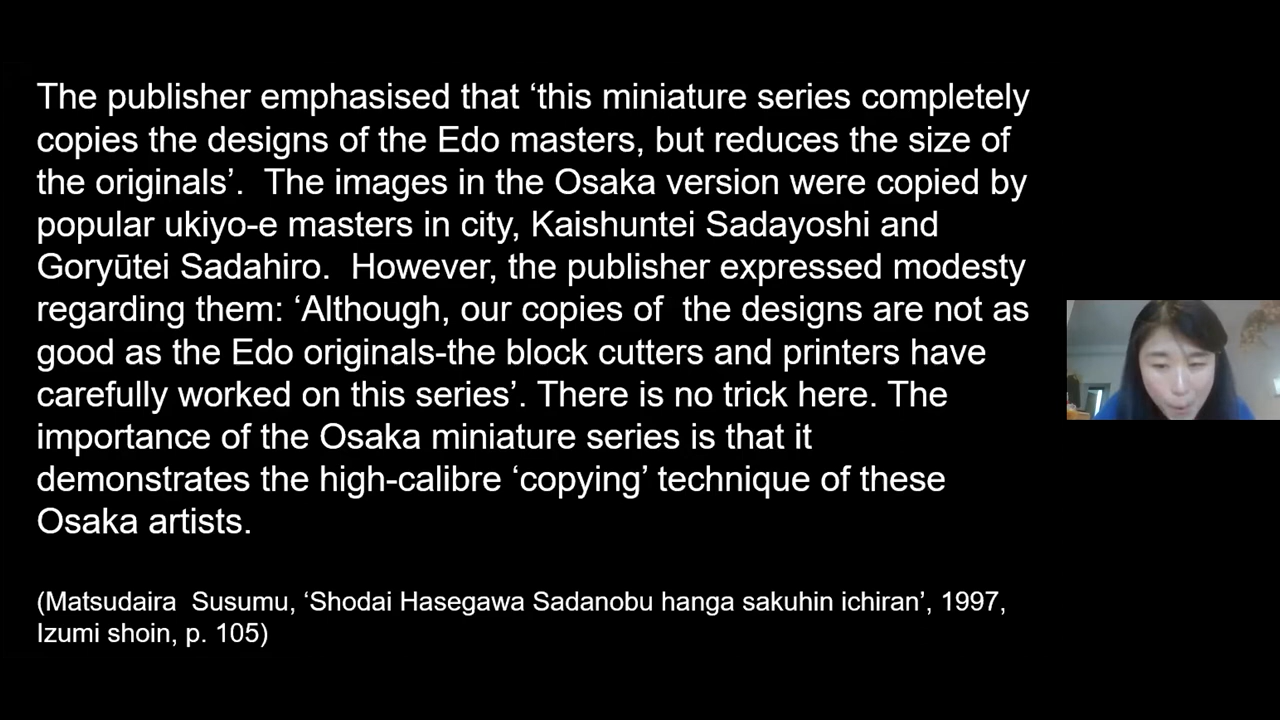 The publisher emphasised that ‘this miniature series completely
copies the designs of the Edo masters, but reduces the size of
the originals’.  The images in the Osaka version were copied by
popular ukiyo-e masters in city, Kaishuntei Sadayoshi and
Goryūtei Sadahiro.  However, the publisher expressed modesty
regarding them: ‘Although, our copies of  the designs are not as
good as the Edo originals-the block cutters and printers have
carefully worked on this series’. There is no trick here. The
importance of the Osaka miniature series is that it
demonstrates the high-calibre ‘copying’ technique of these
Osaka artists.
(Matsudaira  Susumu, ‘Shodai Hasegawa Sadanobu hanga sakuhin ichiran’, 1997,
Izumi shoin, p. 105)